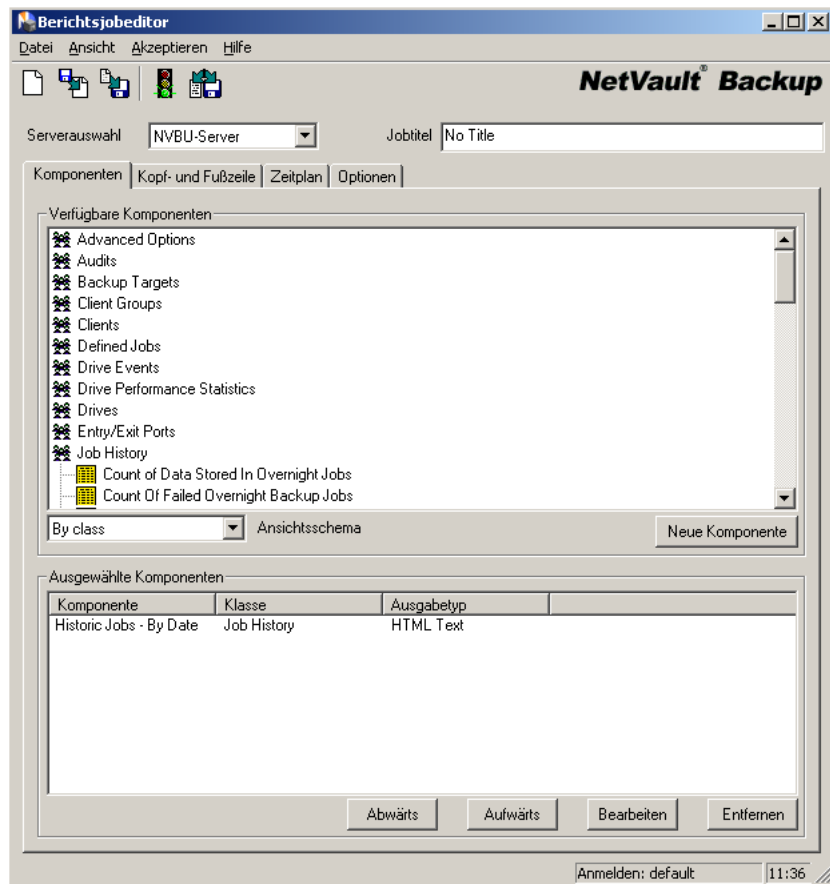 Berichtsjobeditor
Datei Ansicht Akzeptieren Hilfe
NetVault® Backup
Serverauswahl NVBU-Server Jobtitel No Title
Komponenten Kopf- und Fußzeile Zeitplan Optionen
Verfügbare Komponenten
Advanced Options
Audits
Backup Targets
Client Groups
Clients
Defined Jobs
Drive Events
Drive Performance Statistics
Drives
Entry/Exit Ports
Job History
Count of Data Stored In Overnight Jobs
Count Of Failed Overnight Backup Jobs
By class Ansichtsschema Neue Komponente
Ausgewählte Komponenten
Komponente Klasse Ausgabetyp
Historic Jobs - By Date Job History HTML Text
Abwärts Aufwärts Bearbeiten Entfernen
Anmelden: default 11:36